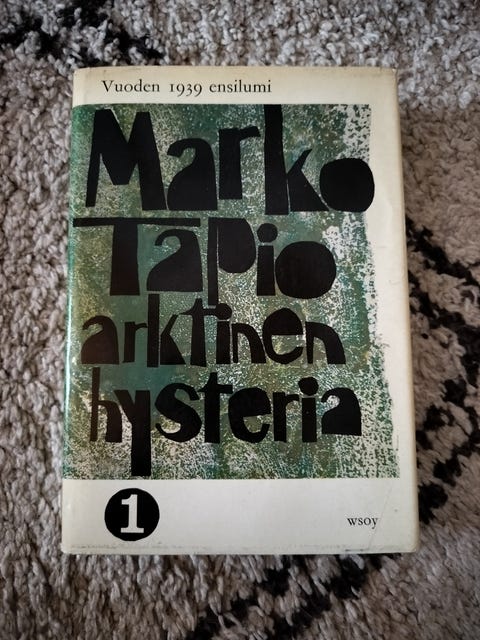 Vuoden 1939 ensilumi
Marko
Tapio
arktinen
hysteria
1
wsoy